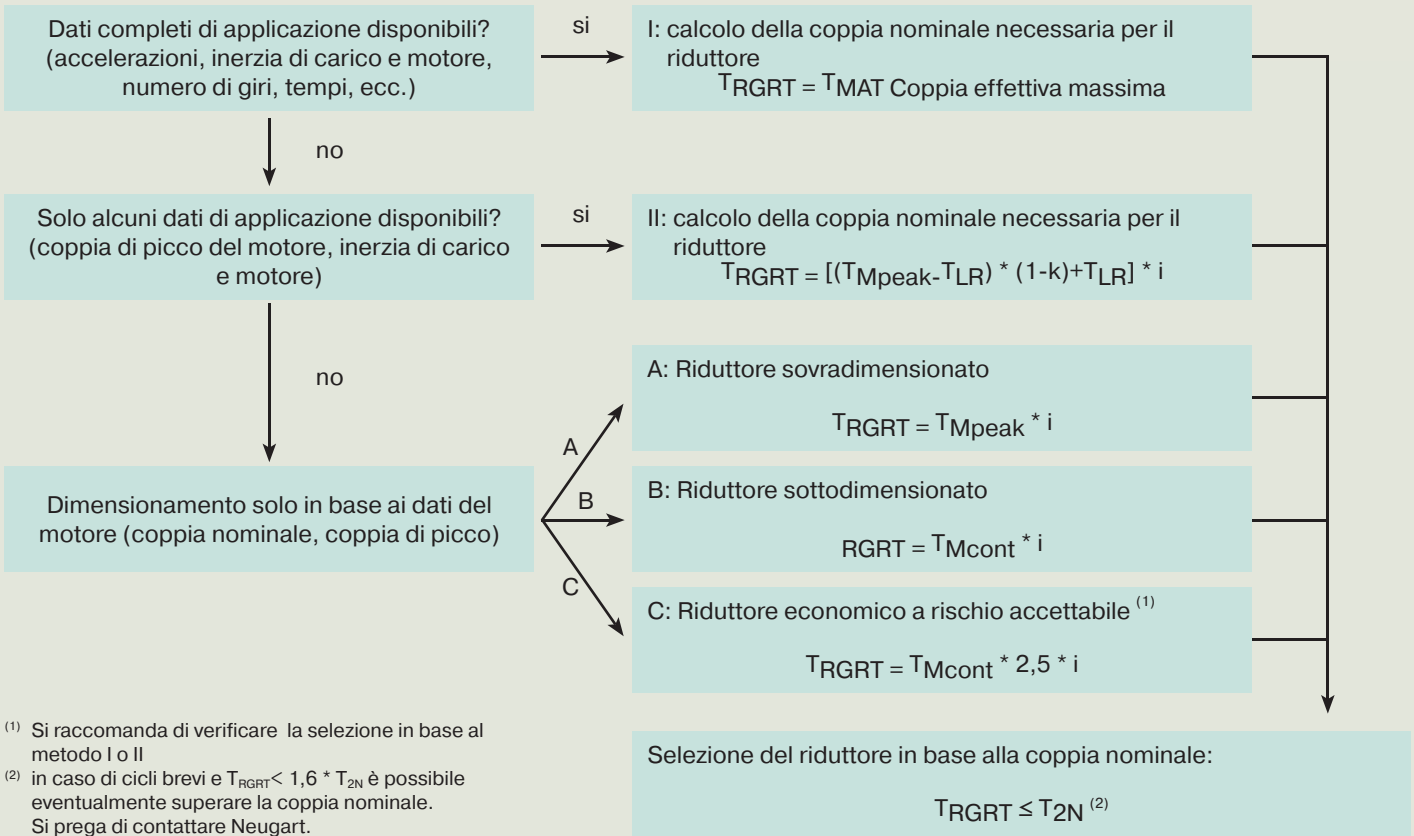 Dati completi di applicazione disponibili?
(accelerazioni, inerzia di carico e motore,
numero di giri, tempi, ecc.)
si
I: calcolo della coppia nominale necessaria per il
riduttore
TRGRT = TMAT Coppia effettiva massima
no
Solo alcuni dati di applicazione disponibili?
(coppia di picco del motore, inerzia di carico
e motore)
si
II: calcolo della coppia nominale necessaria per il
riduttore
TRGRT = [(TMpeak-TLR) * (1-k)+TLR] * i
no
Dimensionamento solo in base ai dati del
motore (coppia nominale, coppia di picco)
A
B
C
A: Riduttore sovradimensionato
TRGRT = TMpeak * i
B: Riduttore sottodimensionato
RGRT = TMcont * i
C: Riduttore economico a rischio accettabile (1)
TRGRT = TMcont * 2,5 * i
(1) Si raccomanda di verificare la selezione in base al
metodo I o II
(2) in caso di cicli brevi e TRGRT< 1,6 * T2N è possibile
eventualmente superare la coppia nominale.
Si prega di contattare Neugart.
Selezione del riduttore in base alla coppia nominale:
TRGRT ≤ T2N (2)